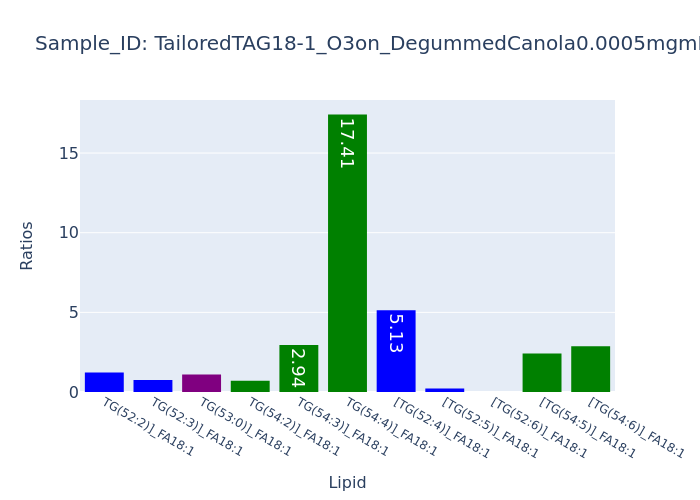 Sample_ID: TailoredTAG18-1_O3on_DegummedCanola0.0005mgml
Ratios
15
10
5
0
17.41
5.13
2.94
TG(52:2)]_FA18:1
TG(52:3)]_FA18:1
TG(53:0)]_FA18:1
TG(54:2)]_FA18:1
TG(54:3)]_FA18:1
TG(54:4)]_FA18:1
[TG(52:4)]_FA18:1
[TG(52:5)]_FA18:1
[TG(52:6)]_FA18:1
[TG(54:5)]_FA18:1
[TG(54:6)]_FA18:1
Lipid